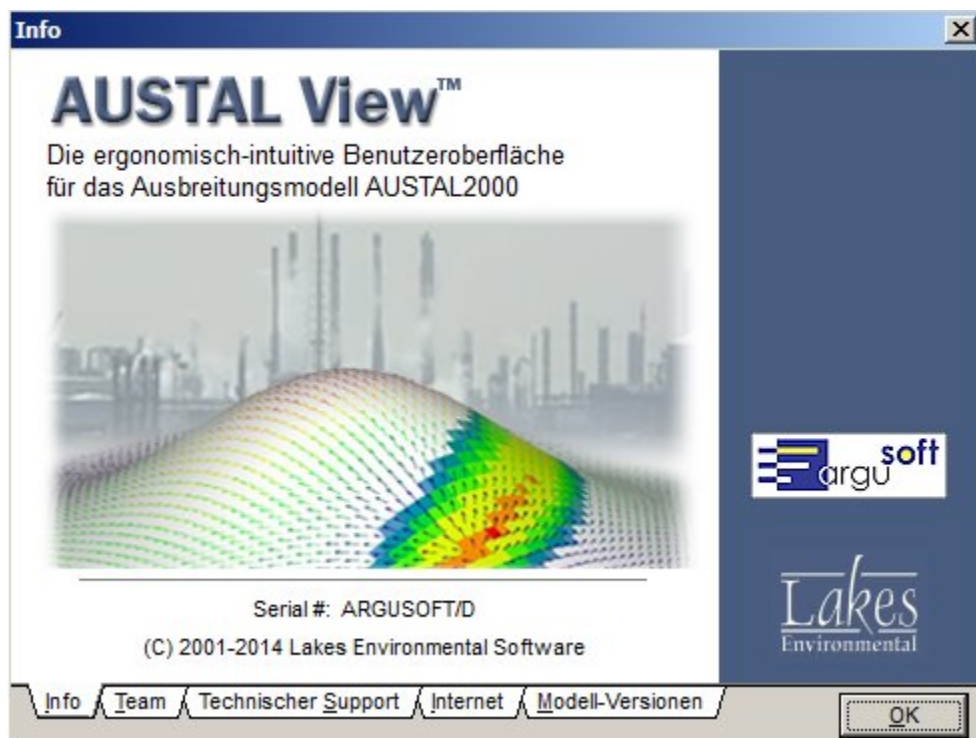 Info
AUSTAL View™
Die ergonomisch-intuitive Benutzeroberfläche
für das Ausbreitungsmodell AUSTAL2000
argusoft
Lakes
Environmental
Serial #: ARGUSOFT/D
(C) 2001-2014 Lakes Environmental Software
Info Team Technischer Support Internet Modell-Versionen
OK